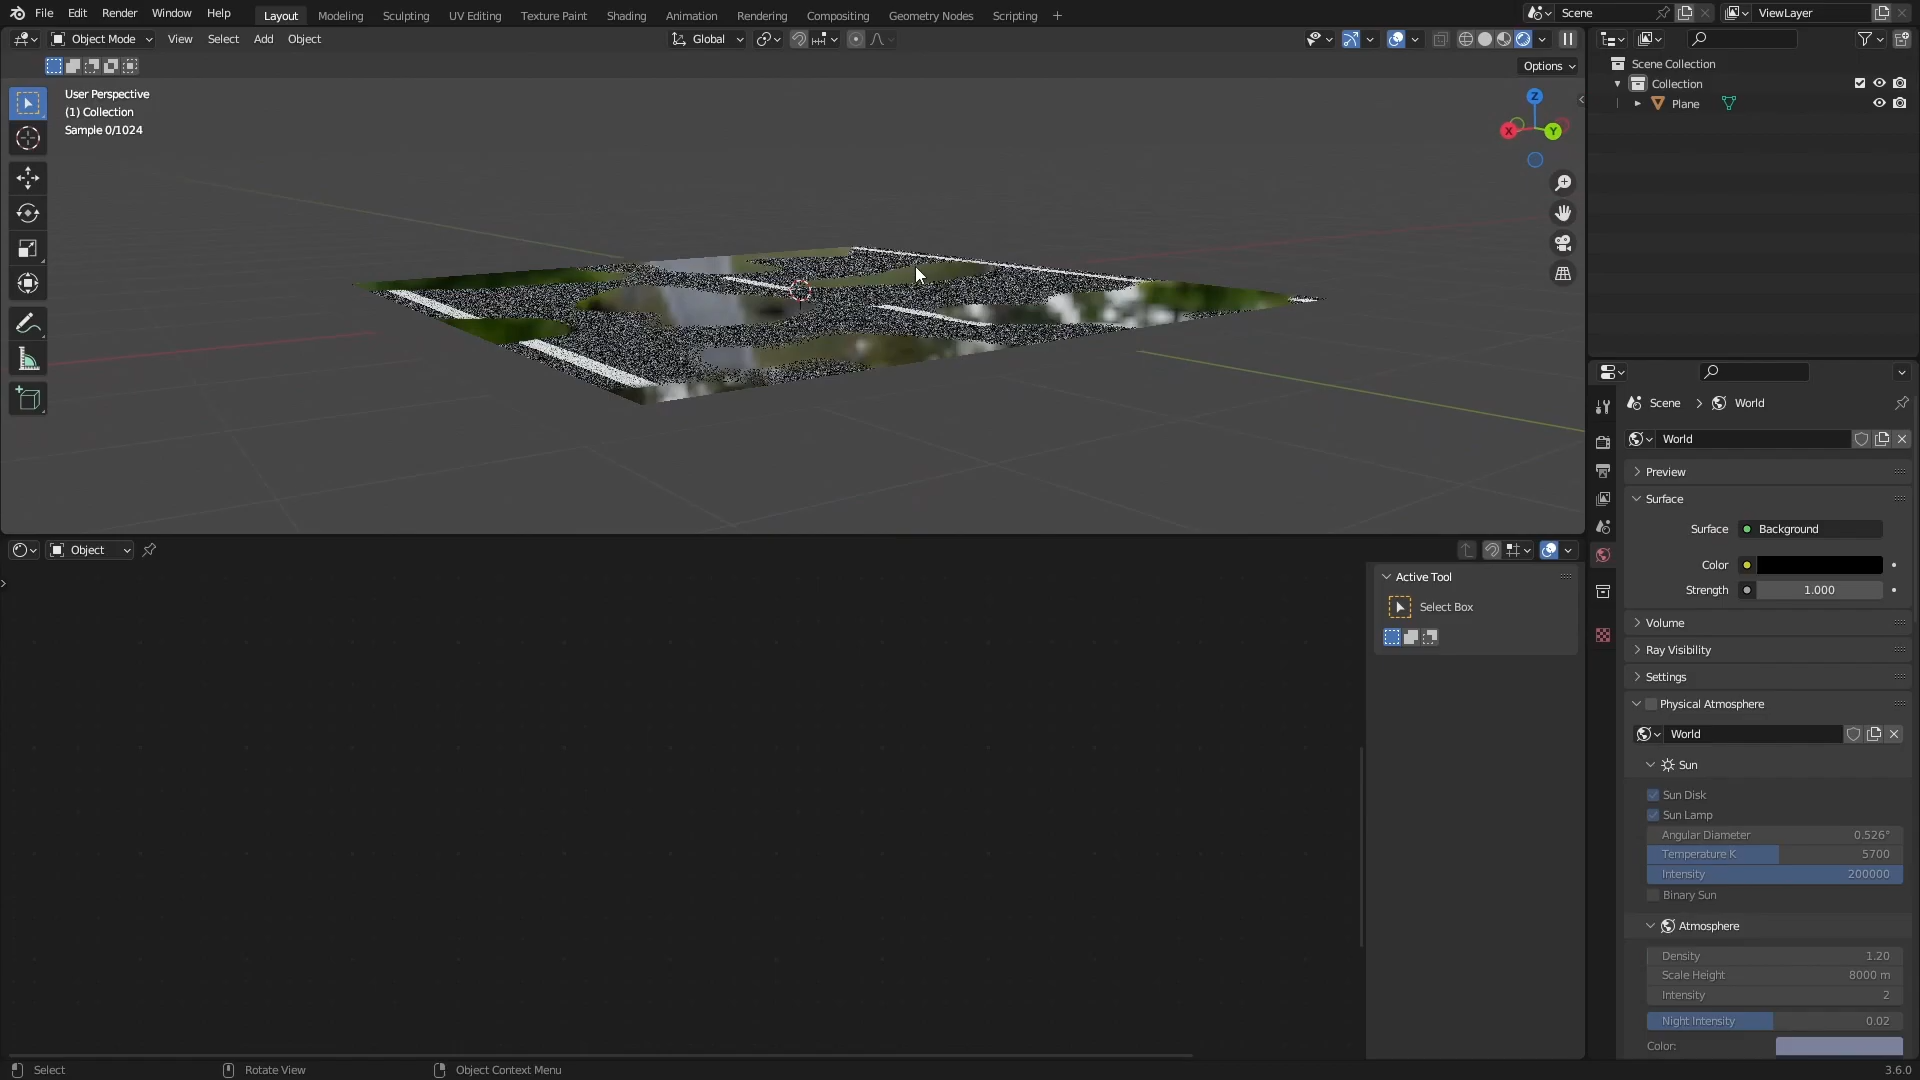 File Edit Render Window Help Layout Modeling Sculpting UV Editing Texture Paint Shading Animation Rendering Compositing Geometry Nodes Scripting + Scene ViewLayer
Object Mode View Select Add Object Global
Options
User Perspective
(1) Collection
Sample 0/1024
Z
X
Y
Scene Collection
Collection
Plane
Scene > World
World
Preview
Surface
Surface Background
Color
Strength 1.000
Volume
Ray Visibility
Settings
Physical Atmosphere
World
Sun
Sun Disk
Sun Lamp
Angular Diameter 0.526°
Temperature K 5700
Intensity 200000
Binary Sun
Atmosphere
Density 1.20
Scale Height 8000 m
Intensity 2
Night Intensity 0.02
Color:
Object
Active Tool
Select Box
Select Rotate View Object Context Menu 3.6.0